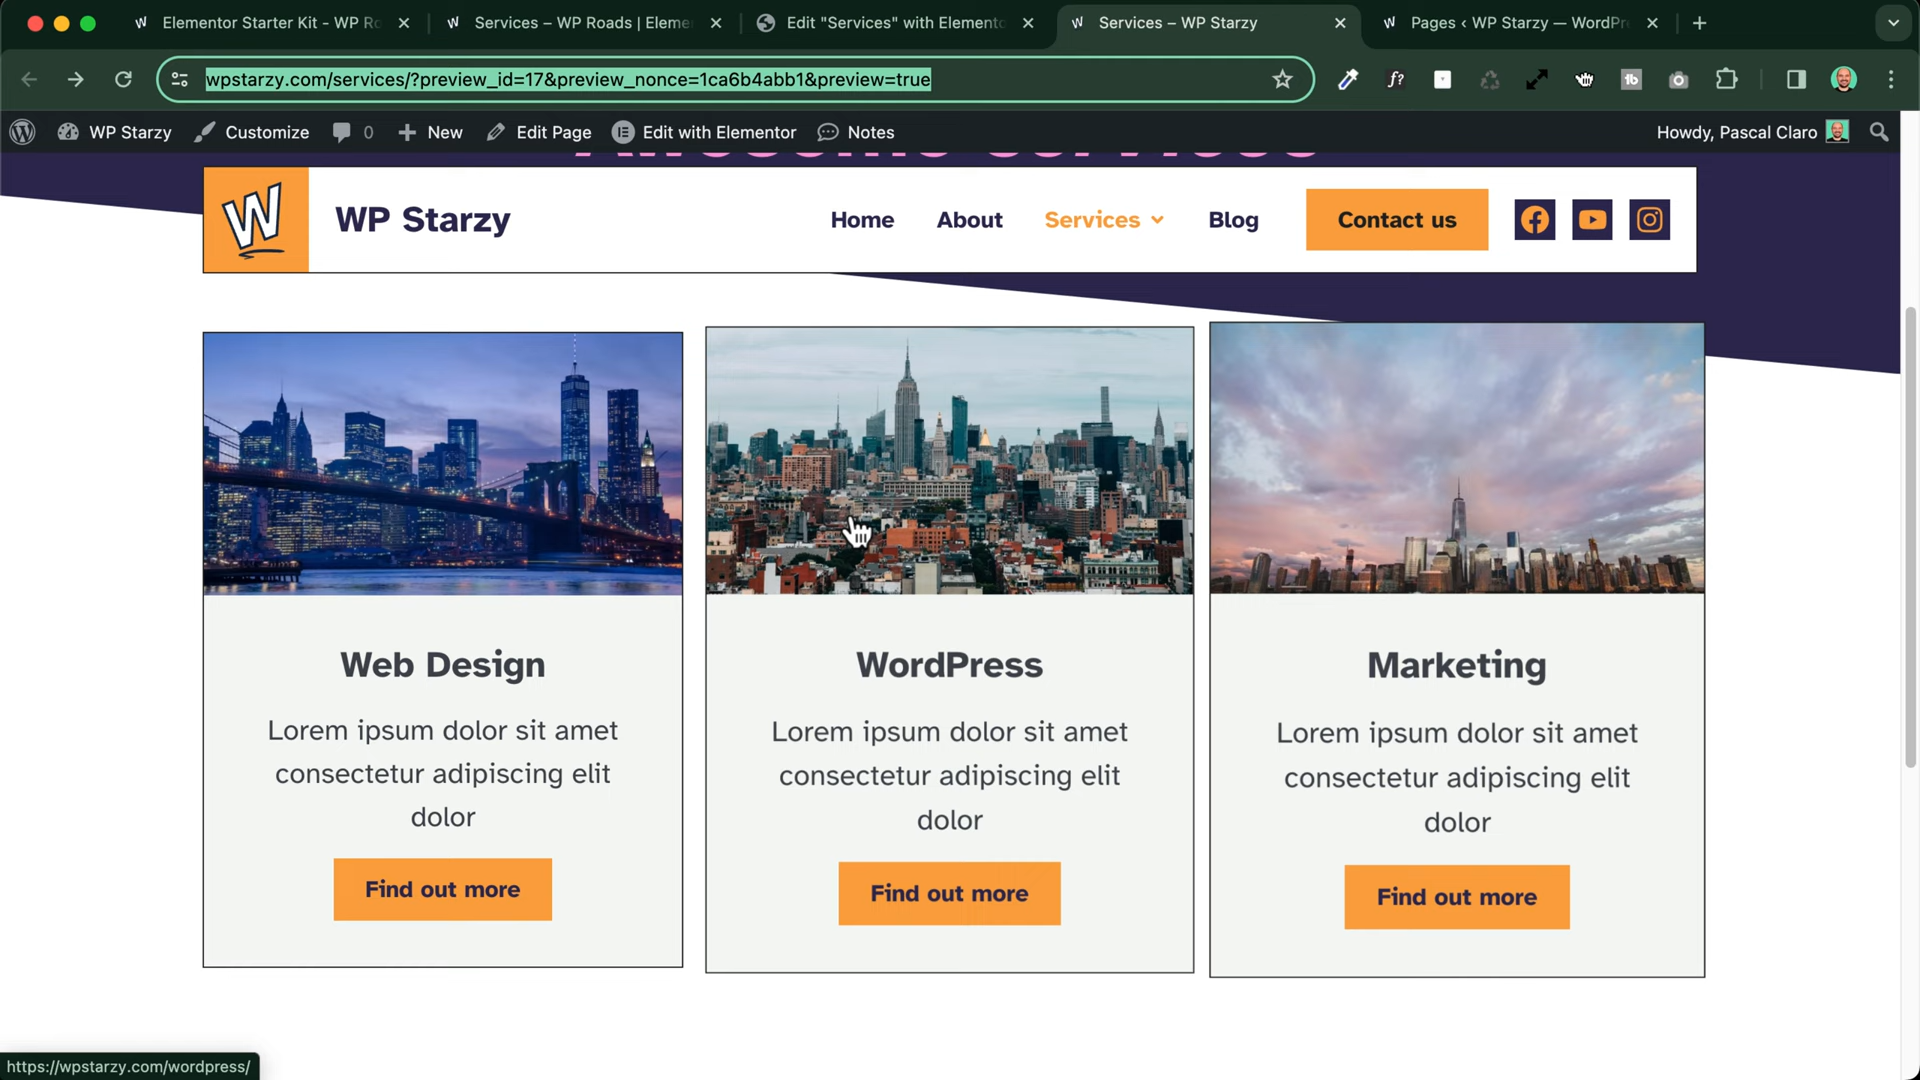 Elementor Starter Kit - WP Ro
Services – WP Roads | Eleme
Edit "Services" with Elemento
Services – WP Starzy
Pages ‹ WP Starzy — WordPr
wpstarzy.com/services/?preview_id=17&preview_nonce=1ca6b4abb1&preview=true
f?
tb
WP Starzy
Customize
0
New
Edit Page
Edit with Elementor
Notes
Howdy, Pascal Claro
W
WP Starzy
Home
About
Services
Blog
Contact us
Web Design
Lorem ipsum dolor sit amet
consectetur adipiscing elit
dolor
Find out more
WordPress
Lorem ipsum dolor sit amet
consectetur adipiscing elit
dolor
Find out more
Marketing
Lorem ipsum dolor sit amet
consectetur adipiscing elit
dolor
Find out more
https://wpstarzy.com/wordpress/